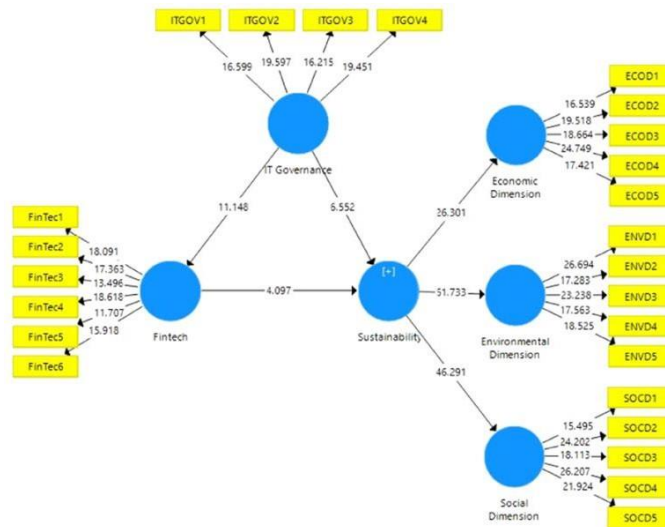 ITGOV1 ITGOV2 ITGOV3 ITGOV4
16.599 19.597 16.215 19.451
IT Governance
11.148
6.552
FinTec1
FinTec2
FinTec3
FinTec4
FinTec5
FinTec6
18.091
17.363
13.496
18.618
11.707
15.918
Fintech
4.097
[+]
Sustainability
26.301
51.733
46.291
Economic
Dimension
16.539
19.518
18.664
24.749
17.421
ECOD1
ECOD2
ECOD3
ECOD4
ECOD5
Environmental
Dimension
26.694
17.283
23.238
17.563
18.525
ENVD1
ENVD2
ENVD3
ENVD4
ENVD5
Social
Dimension
15.495
24.202
18.113
26.207
21.924
SOCD1
SOCD2
SOCD3
SOCD4
SOCD5